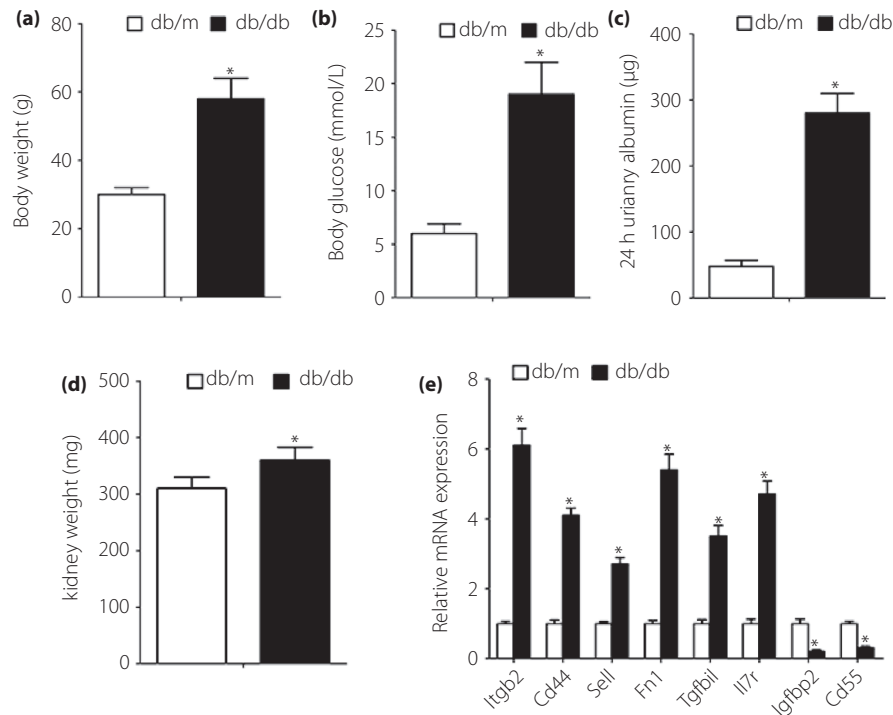 (a)
db/m db/db
Body weight (g)
80
60
40
20
0
*
(b)
db/m db/db
Body glucose (mmol/L)
25
20
15
10
5
0
*
(c)
db/m db/db
24 h urianry albumin (µg)
400
300
200
100
0
*
(d)
db/m db/db
kidney weight (mg)
500
400
300
200
100
0
*
(e)
db/m db/db
Relative mRNA expression
8
6
4
2
0
* * * * * * * *
Itgb2 Cd44 Sell Fn1 Tgfbil Il7r Igfbp2 Cd55